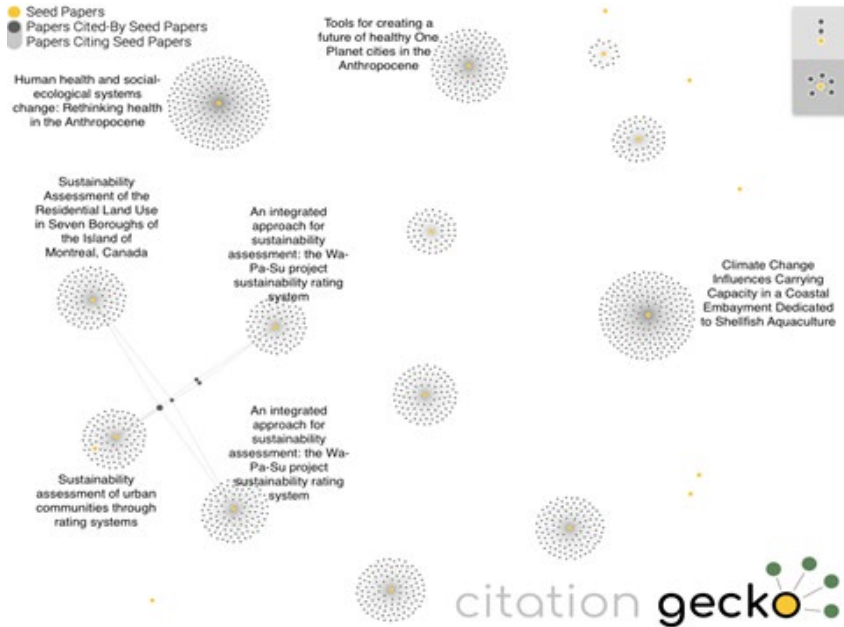 Seed Papers
Papers Cited-By Seed Papers
Papers Citing Seed Papers
Tools for creating a
future of healthy One
Planet cities in the
Anthropocene
Human health and social-
ecological systems
change: Rethinking health
in the Anthropocene
Sustainability
Assessment of the
Residential Land Use
in Seven Boroughs of
the Island of
Montreal, Canada
An integrated
approach for
sustainability
assessment: the Wa-
Pa-Su project
sustainability rating
system
Climate Change
Influences Carrying
Capacity in a Coastal
Embayment Dedicated
to Shellfish Aquaculture
An integrated
approach for
sustainability
assessment: the Wa-
Pa-Su project
sustainability rating
system
Sustainability
assessment of urban
communities through
rating systems
citation gecko